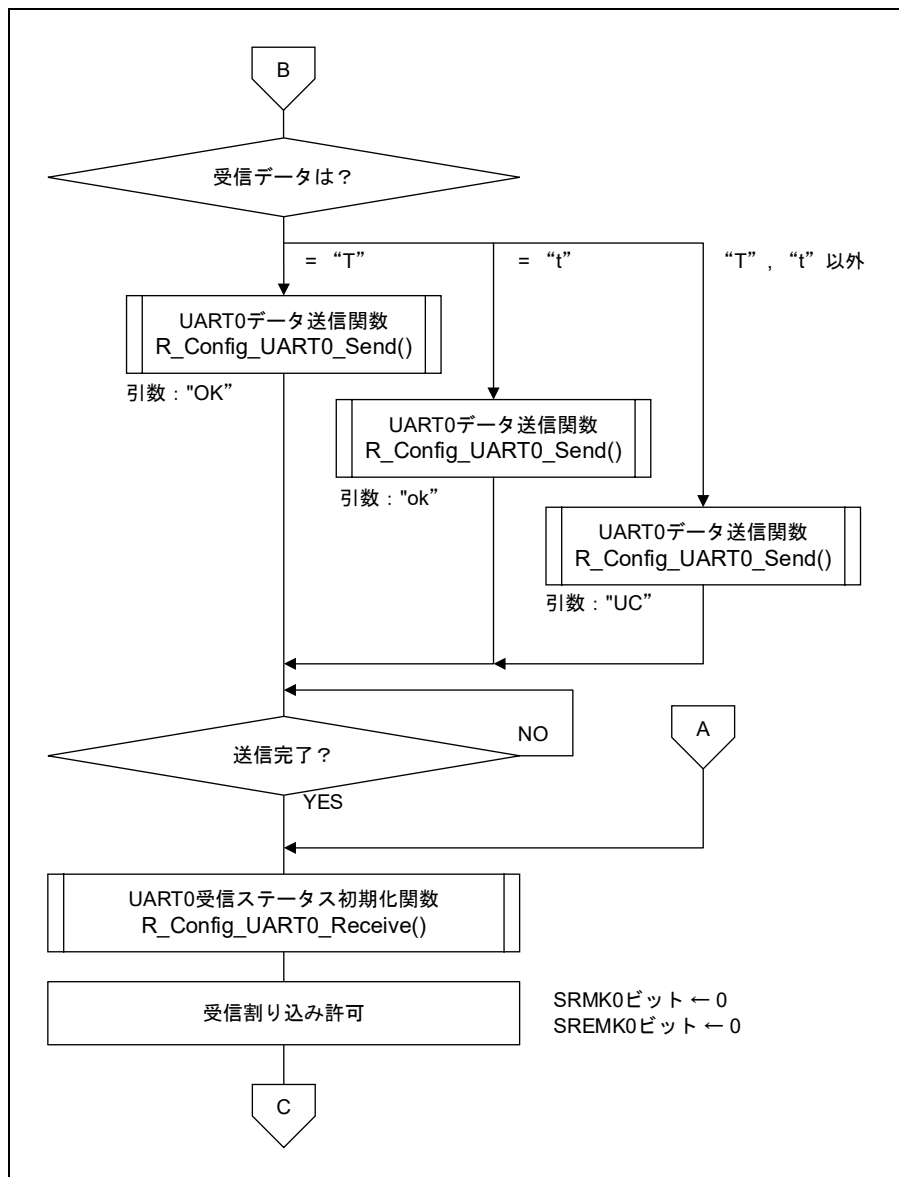 B
受信データは？
= “T”
= “t”
“T”, “t”以外
UART0データ送信関数
R_Config_UART0_Send()
引数："OK”
UART0データ送信関数
R_Config_UART0_Send()
引数："ok”
UART0データ送信関数
R_Config_UART0_Send()
引数："UC”
A
NO
送信完了？
YES
UART0受信ステータス初期化関数
R_Config_UART0_Receive()
受信割り込み許可
SRMK0ビット ← 0
SREMK0ビット ← 0
C